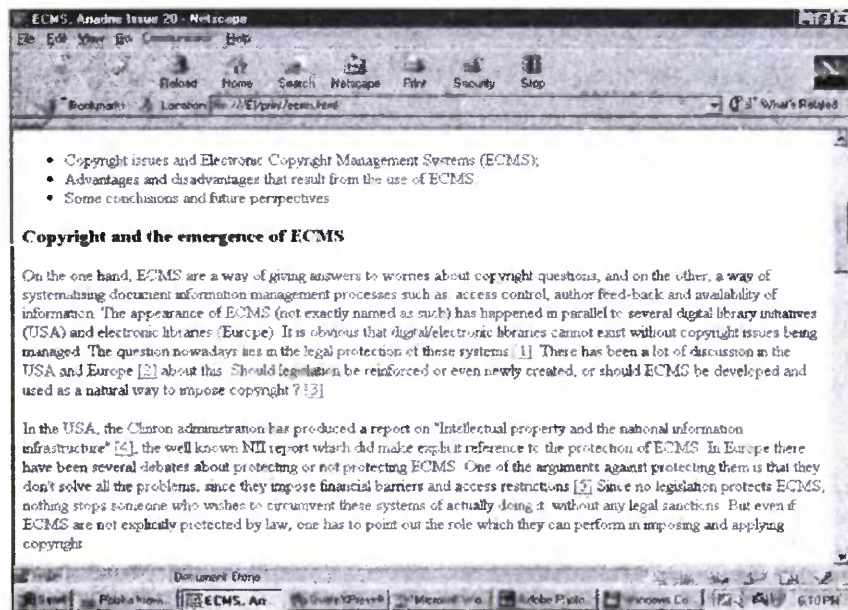 ECMS, Ariadne Issue 20 - Netscape
File Edit View Go Communicator Help
Reload Home Search Netscape Print Security Stop
Bookmarks Location: What's Related
• Copyright issues and Electronic Copyright Management Systems (ECMS);
• Advantages and disadvantages that result from the use of ECMS
• Some conclusions and future perspectives
Copyright and the emergence of ECMS
On the one hand, ECMS are a way of giving answers to worries about copyright questions, and on the other, a way of
systematising document information management processes such as: access control, author feed-back and availability of
information. The appearance of ECMS (not exactly named as such) has happened in parallel to several digital library initiatives
(USA) and electronic libraries (Europe). It is obvious that digital/electronic libraries cannot exist without copyright issues being
managed. The question nowadays lies in the legal protection of these systems [1]. There has been a lot of discussion in the
USA and Europe [2] about this. Should legislation be reinforced or even newly created, or should ECMS be developed and
used as a natural way to impose copyright ? [3]
In the USA, the Clinton administration has produced a report on "Intellectual property and the national information
infrastructure" [4], the well known NII report which did make explicit reference to the protection of ECMS. In Europe there
have been several debates about protecting or not protecting ECMS. One of the arguments against protecting them is that they
don't solve all the problems, since they impose financial barriers and access restrictions [5] Since no legislation protects ECMS,
nothing stops someone who wishes to circumvent these systems of actually doing it without any legal sanctions. But even if
ECMS are not explicitly protected by law, one has to point out the role which they can perform in imposing and applying
copyright
Document: Done
Start ECMS, Ari... Adobe Photo... Windows Co... 6:10 PM